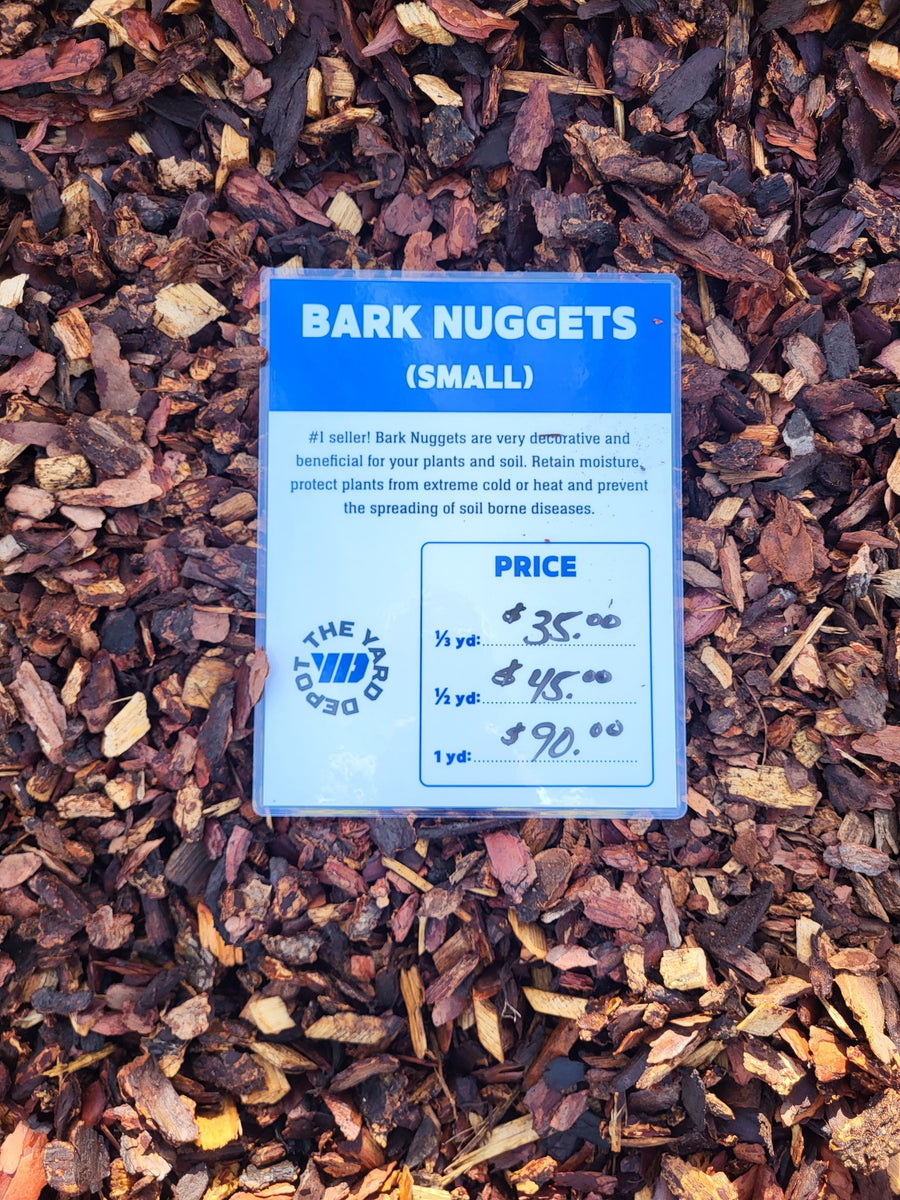 BARK NUGGETS
(SMALL)
#1 seller! Bark Nuggets are very decorative and
beneficial for your plants and soil. Retain moisture,
protect plants from extreme cold or heat and prevent
the spreading of soil borne diseases.
THE YARD DEPOT
YD
PRICE
⅓ yd: $35.00
½ yd: $45.00
1 yd: $90.00